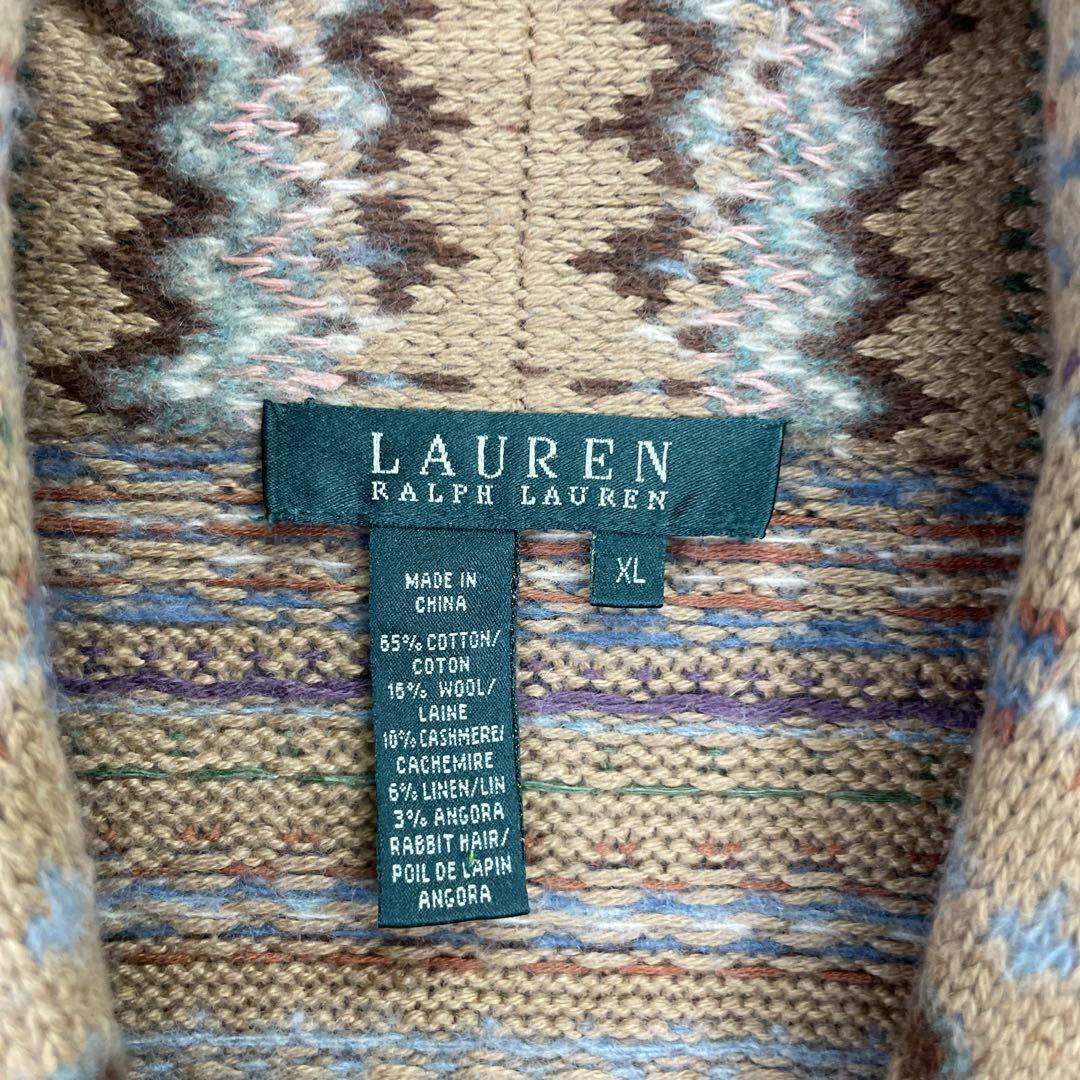 LAUREN
RALPH LAUREN
XL
MADE IN
CHINA
65% COTTON/
COTON
16% WOOL/
LAINE
10% CASHMERE/
CACHEMIRE
6% LINEN/LIN
3% ANGORA
RABBIT HAIR/
POIL DE LAPIN
ANGORA